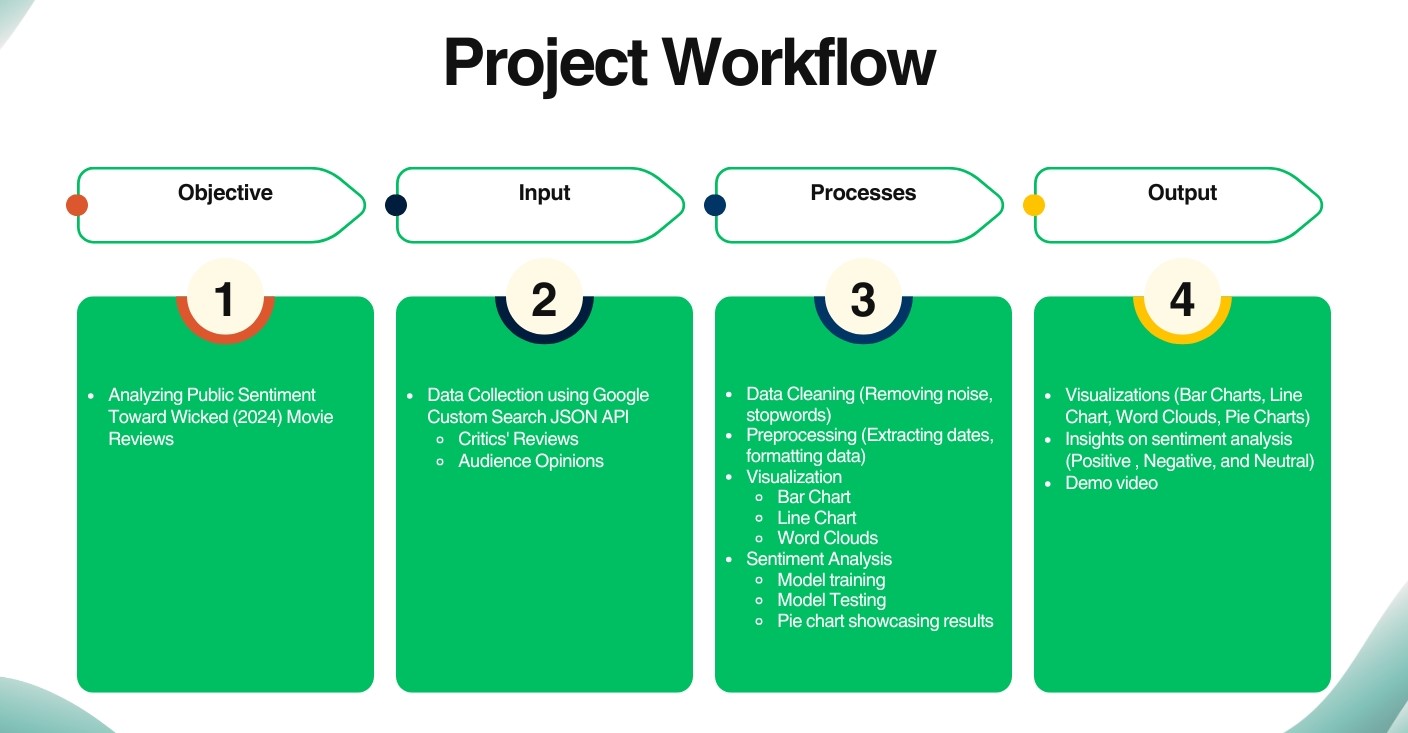 Project Workflow
Objective
Input
Processes
Output
1
2
3
4
• Analyzing Public Sentiment
Toward Wicked (2024) Movie
Reviews
• Data Collection using Google
Custom Search JSON API
○ Critics' Reviews
○ Audience Opinions
• Data Cleaning (Removing noise,
stopwords)
• Preprocessing (Extracting dates,
formatting data)
• Visualization
○ Bar Chart
○ Line Chart
○ Word Clouds
• Sentiment Analysis
○ Model training
○ Model Testing
○ Pie chart showcasing results
• Visualizations (Bar Charts, Line
Chart, Word Clouds, Pie Charts)
• Insights on sentiment analysis
(Positive , Negative, and Neutral)
• Demo video